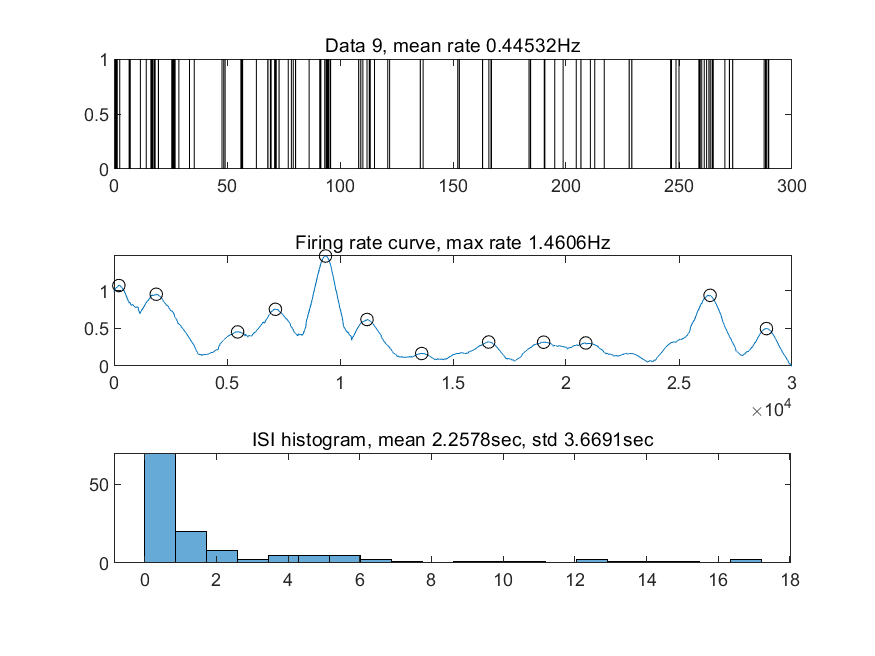 Data 9, mean rate 0.44532Hz
1
0.5
0
0 50 100 150 200 250 300
Firing rate curve, max rate 1.4606Hz
1
0.5
0
0 0.5 1 1.5 2 2.5 3
×10⁴
ISI histogram, mean 2.2578sec, std 3.6691sec
50
0
0 2 4 6 8 10 12 14 16 18